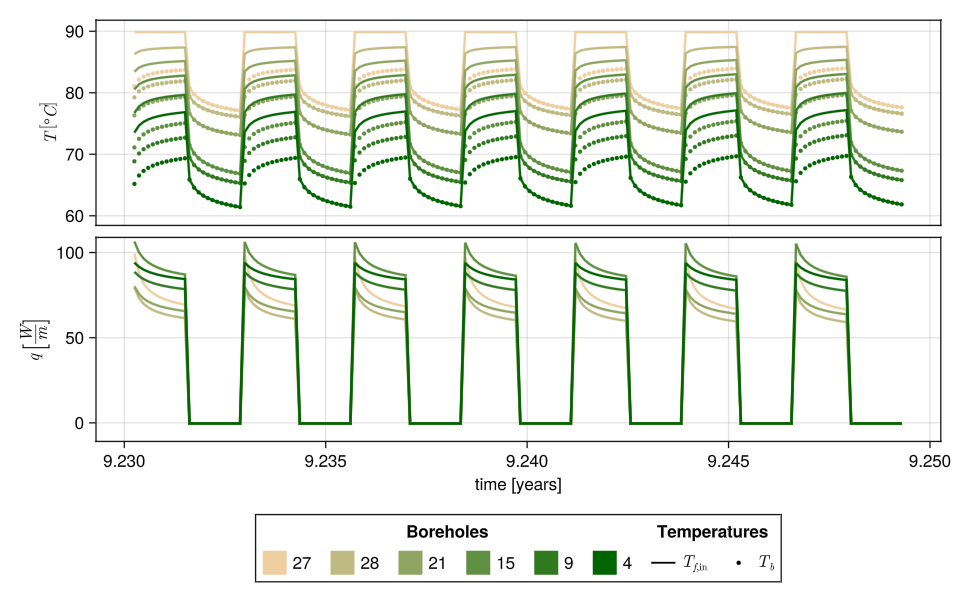 90
80
70
60
T [°C]
100
50
0
q [W/m]
9.230 9.235 9.240 9.245 9.250
time [years]
Boreholes Temperatures
27 28 21 15 9 4 T_{f,in} T_b